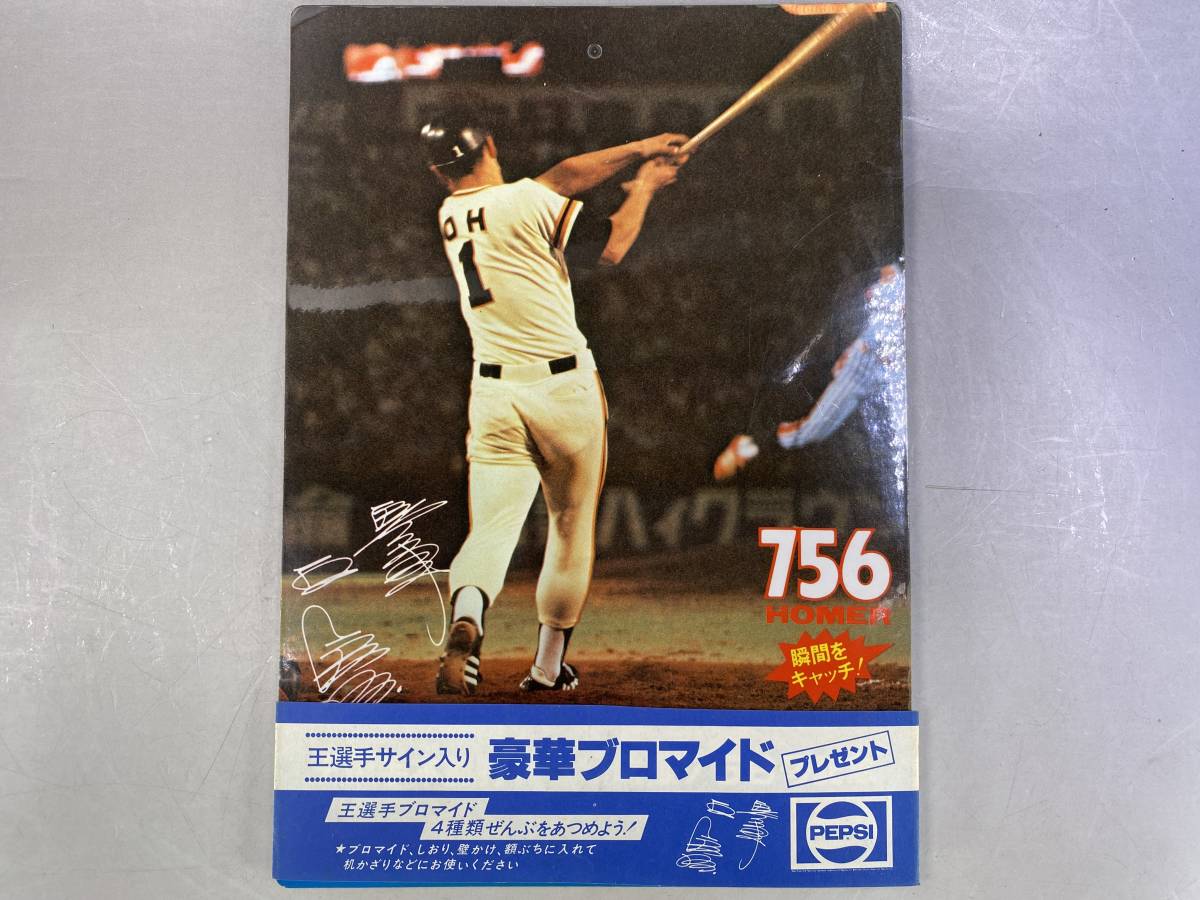 1
OH
1
756
HOMER
瞬間を
キャッチ!
王選手サイン入り
豪華ブロマイド
プレゼント
王選手ブロマイド
4種類ぜんぶをあつめよう!
★ブロマイド、しおり、壁かけ、額ぶちに入れて
机かざりなどにお使いください
PEPSI